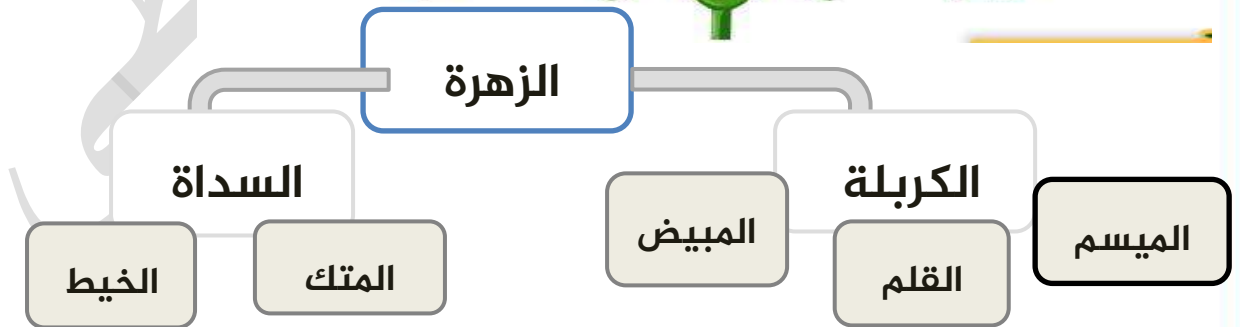 الزهرة
الكربلة
السداة
الميسم
القلم
المبيض
المتك
الخيط